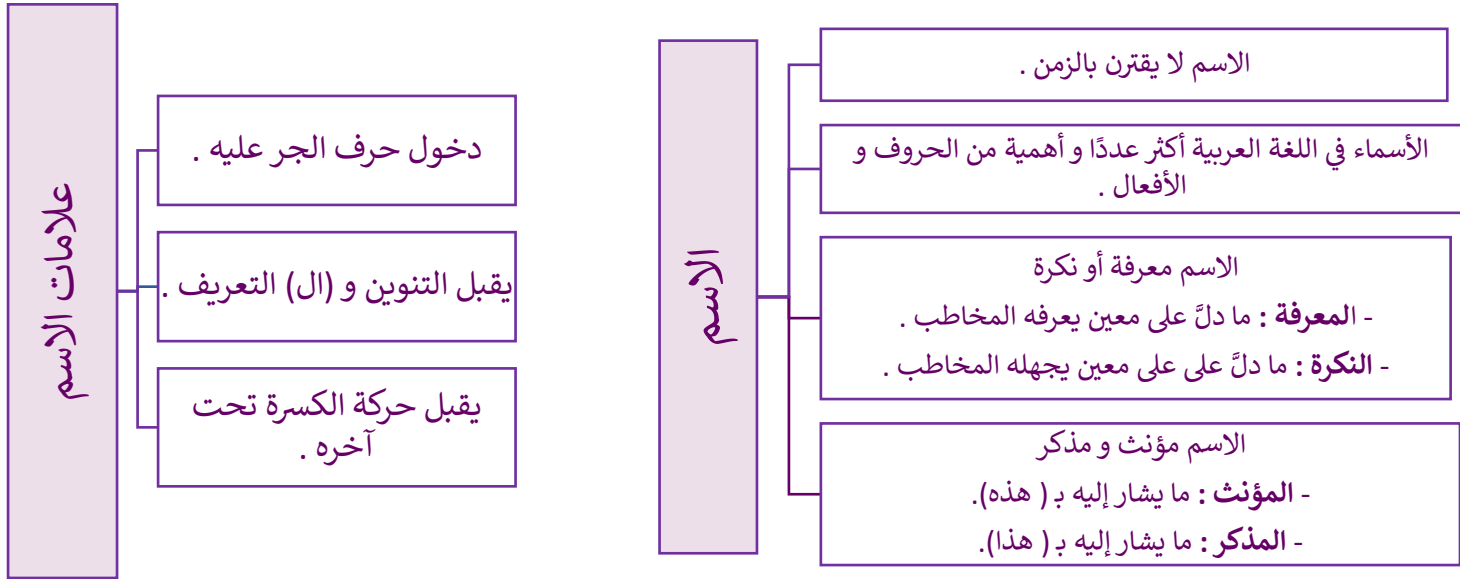 الاسم
الاسم لا يقترن بالزمن .
الأسماء في اللغة العربية أكثر عددًا و أهمية من الحروف و
الأفعال .
الاسم معرفة أو نكرة
- المعرفة : ما دلَّ على معين يعرفه المخاطب .
- النكرة : ما دلَّ على على معين يجهله المخاطب .
الاسم مؤنث و مذكر
- المؤنث : ما يشار إليه بـ ( هذه).
- المذكر : ما يشار إليه بـ ( هذا).
علامات الاسم
دخول حرف الجر عليه .
يقبل التنوين و (ال) التعريف .
يقبل حركة الكسرة تحت
آخره .